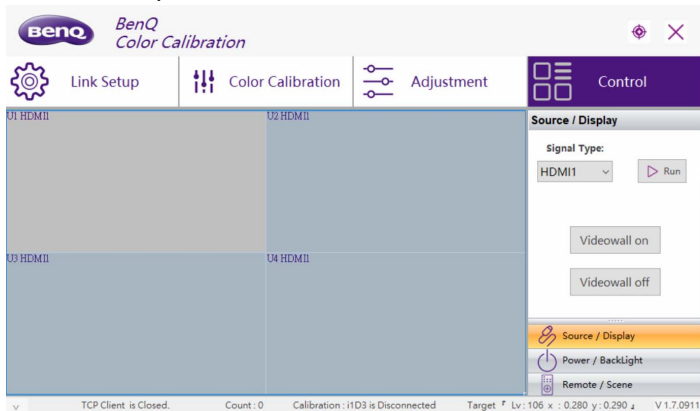 BenQ
BenQ
Color Calibration
Link Setup
Color Calibration
Adjustment
Control
U1 HDMI1
U2 HDMI1
U3 HDMI1
U4 HDMI1
Source / Display
Signal Type:
HDMI1
Run
Videowall on
Videowall off
Source / Display
Power / BackLight
Remote / Scene
v TCP Client is Closed. Count : 0 Calibration : i1D3 is Disconnected Target『 Lv : 106 x : 0.280 y : 0.290 』 V 1.7.091